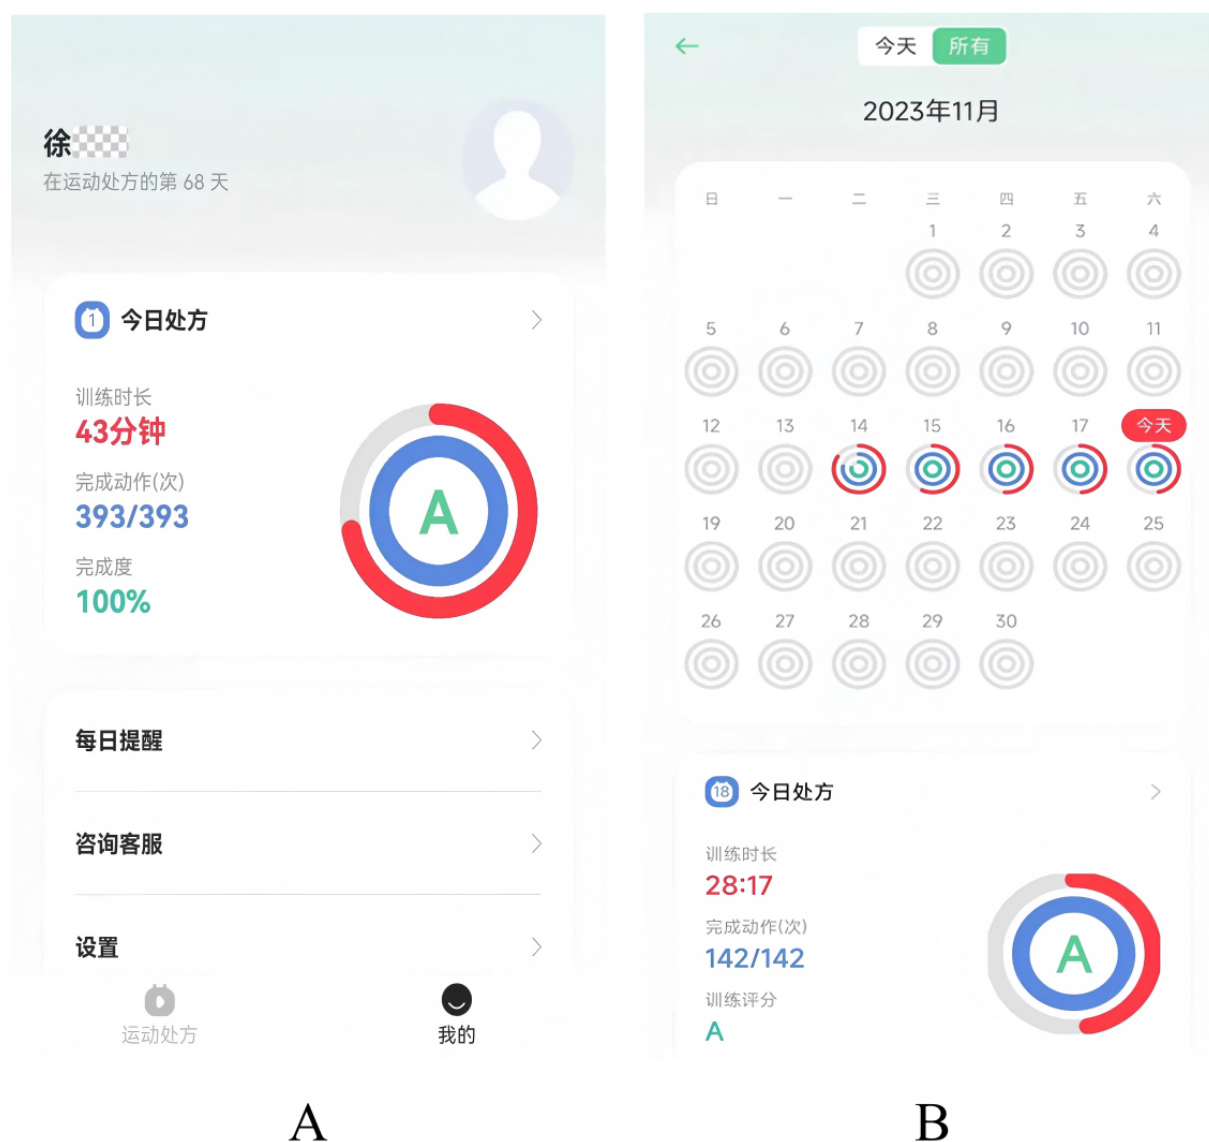 徐
在运动处方的第 68 天
1 今日处方
训练时长
43分钟
完成动作(次)
393/393
完成度
100%
A
每日提醒
咨询客服
设置
运动处方 我的
A
今天 所有
2023年11月
日 一 二 三 四 五 六
1 2 3 4
5 6 7 8 9 10 11
12 13 14 15 16 17 今天
19 20 21 22 23 24 25
26 27 28 29 30
18 今日处方
训练时长
28:17
完成动作(次)
142/142
训练评分
A
A
B